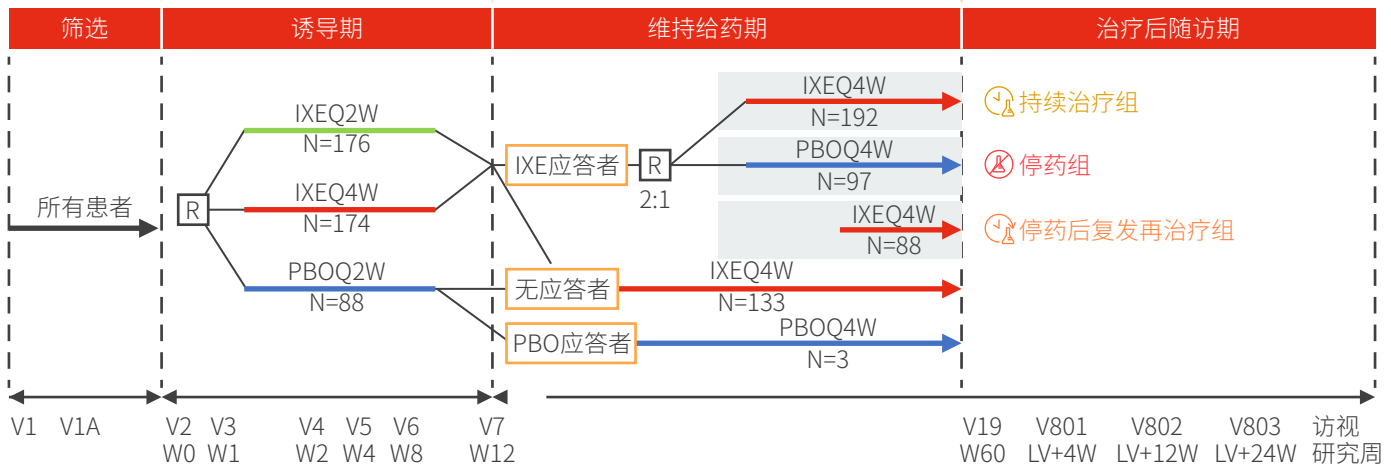 筛选
诱导期
维持给药期
治疗后随访期
所有患者
R
IXEQ2W
N=176
IXEQ4W
N=174
PBOQ2W
N=88
IXE应答者
R
2:1
IXEQ4W
N=192
持续治疗组
PBOQ4W
N=97
停药组
IXEQ4W
N=88
停药后复发再治疗组
无应答者
IXEQ4W
N=133
PBO应答者
PBOQ4W
N=3
V1 V1A V2 V3 V4 V5 V6 V7 V19 V801 V802 V803 访视
W0 W1 W2 W4 W8 W12 W60 LV+4W LV+12W LV+24W 研究周